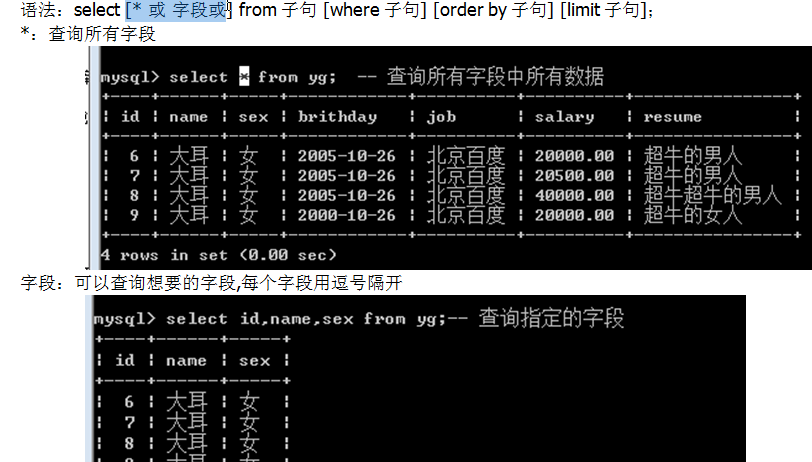 语法：select [* 或 字段或] from 子句 [where 子句] [order by 子句] [limit 子句]；
*：查询所有字段
mysql> select * from yg;  -- 查询所有字段中所有数据
+----+------+-----+------------+----------+----------+----------------+
| id | name | sex | brithday | job | salary | resume |
+----+------+-----+------------+----------+----------+----------------+
| 6 | 大耳 | 女 | 2005-10-26 | 北京百度 | 20000.00 | 超牛的男人 |
| 7 | 大耳 | 女 | 2005-10-26 | 北京百度 | 20500.00 | 超牛的男人 |
| 8 | 大耳 | 女 | 2005-10-26 | 北京百度 | 40000.00 | 超牛超牛的男人 |
| 9 | 大耳 | 女 | 2000-10-26 | 北京百度 | 20000.00 | 超牛的女人 |
+----+------+-----+------------+----------+----------+----------------+
4 rows in set (0.00 sec)
字段：可以查询想要的字段,每个字段用逗号隔开
mysql> select id,name,sex from yg;-- 查询指定的字段
+----+------+-----+
| id | name | sex |
+----+------+-----+
| 6 | 大耳 | 女 |
| 7 | 大耳 | 女 |
| 8 | 大耳 | 女 |